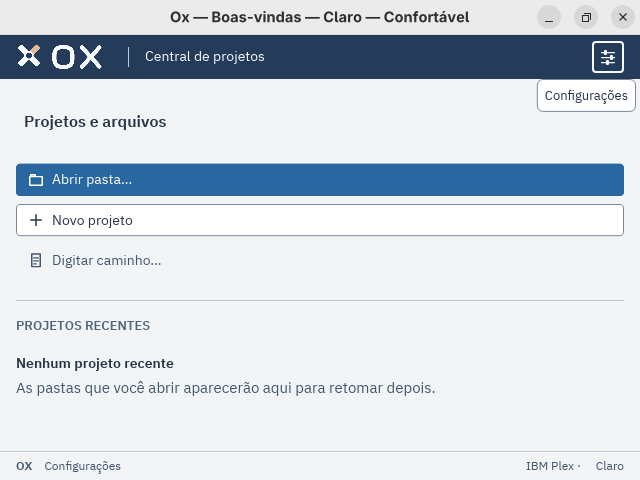 Ox — Boas-vindas — Claro — Confortável
OX Central de projetos
Configurações
Projetos e arquivos
Abrir pasta...
Novo projeto
Digitar caminho...
PROJETOS RECENTES
Nenhum projeto recente
As pastas que você abrir aparecerão aqui para retomar depois.
OX Configurações IBM Plex · Claro